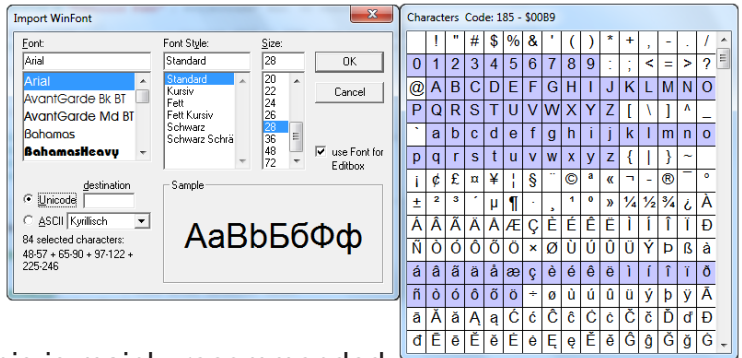 Import WinFont
Font:
Arial
Arial
AvantGarde Bk BT
AvantGarde Md BT
Bahamas
BahamasHeavy
Font Style:
Standard
Standard
Kursiv
Fett
Fett Kursiv
Schwarz
Schwarz Schrä
Size:
28
20
22
24
26
28
36
48
72
OK
Cancel
use Font for
Editbox
destination
Unicode
ASCII Kyrillisch
84 selected characters:
48-57 + 65-90 + 97-122 +
225-246
Sample
АаВbБбФф
Characters Code: 185 - $00B9
! " # $ % & ' ( ) * + , - . /
0 1 2 3 4 5 6 7 8 9 : ; < = > ?
@ A B C D E F G H I J K L M N O
P Q R S T U V W X Y Z [ \ ] ^ _
` a b c d e f g h i j k l m n o
p q r s t u v w x y z { | } ~
¡ ¢ £ ¤ ¥ ¦ § ¨ © ª « ¬ - ® ¯ °
± ² ³ ´ µ ¶ · ¸ ¹ º » ¼ ½ ¾ ¿ À
Á Â Ã Ä Å Æ Ç È É Ê Ë Ì Í Î Ï Ð
Ñ Ò Ó Ô Õ Ö × Ø Ù Ú Û Ü Ý Þ ß à
á â ã ä å æ ç è é ê ë ì í î ï ð
ñ ò ó ô õ ö ÷ ø ù ú û ü ý þ ÿ Ā
ā Ă ă Ą ą Ć ć Ĉ ĉ Ċ ċ Č č Ď ď Đ
đ Ē ē Ĕ ĕ Ė ė Ę ę Ě ě Ĝ ĝ Ğ ğ Ġ